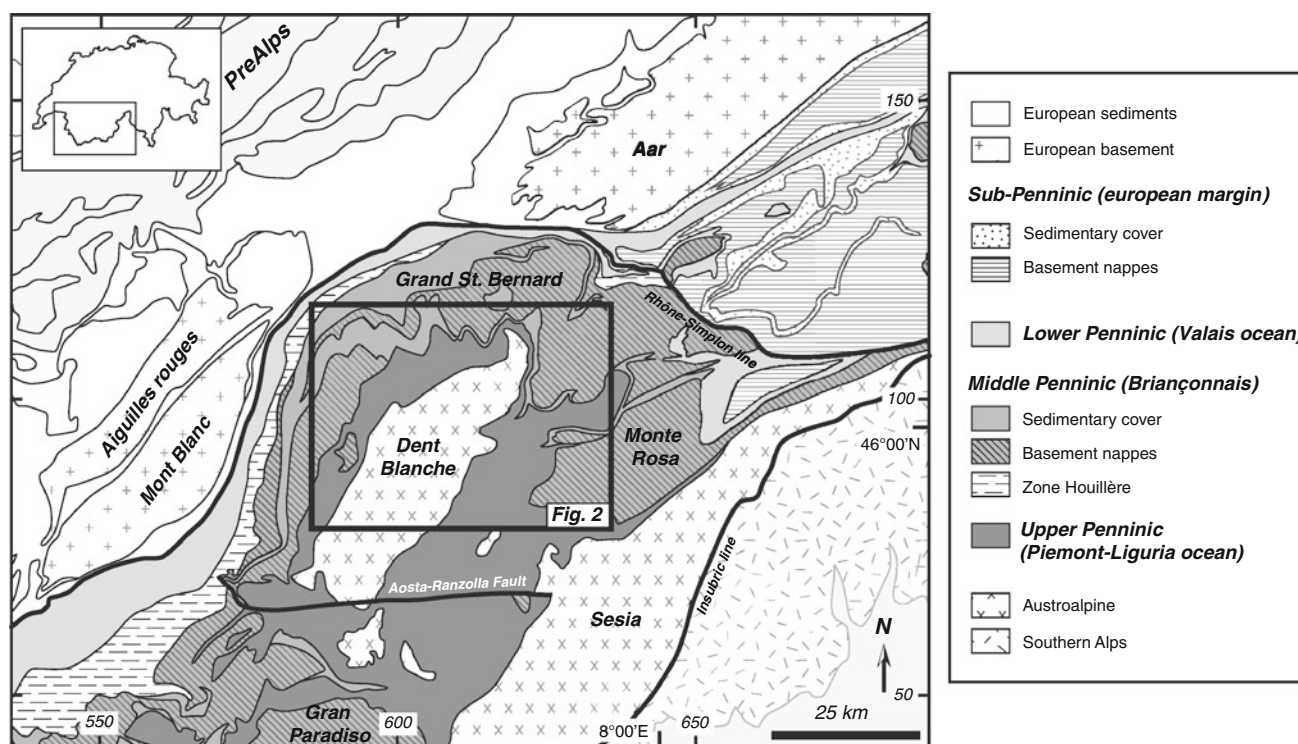 PreAlps
150
Aar
Grand St. Bernard
Rhône-Simplon line
Aiguilles rouges
Mont Blanc
100
46°00'N
Dent
Blanche
Monte
Rosa
Fig. 2
Insubric line
Aosta-Ranzolla Fault
Sesia
N
550
Gran
Paradiso
600
8°00'E
650
50
25 km
European sediments
European basement
Sub-Penninic (european margin)
Sedimentary cover
Basement nappes
Lower Penninic (Valais ocean)
Middle Penninic (Briançonnais)
Sedimentary cover
Basement nappes
Zone Houillère
Upper Penninic
(Piemont-Liguria ocean)
Austroalpine
Southern Alps